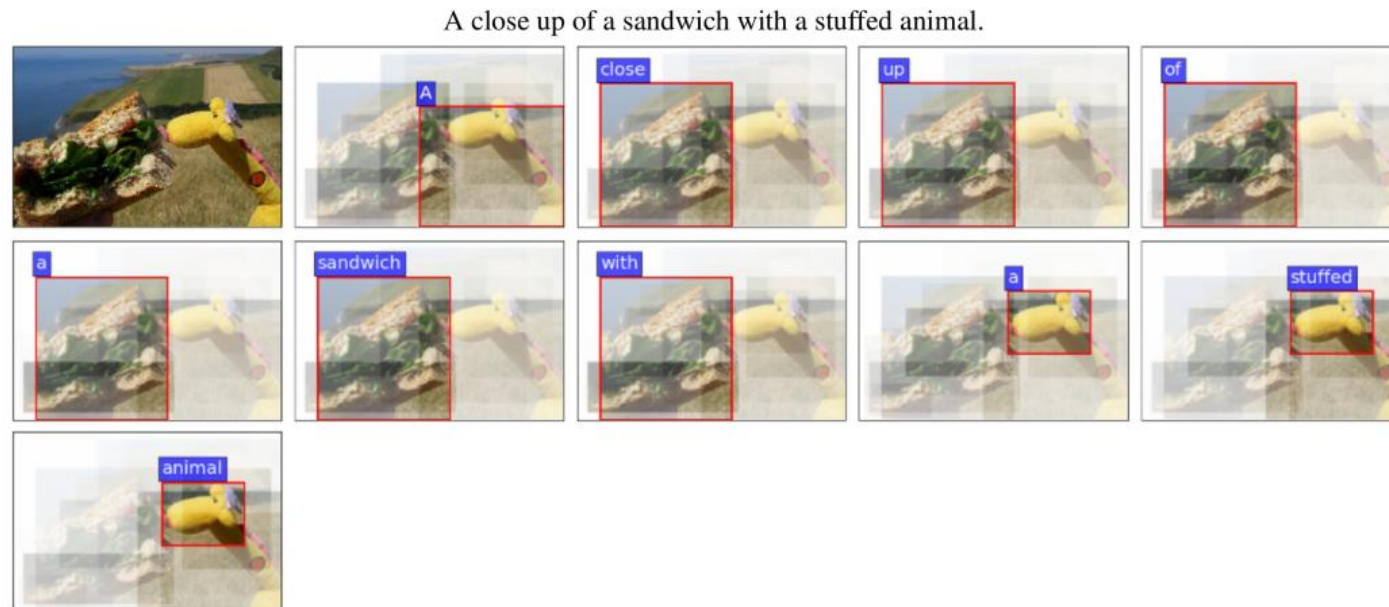 A close up of a sandwich with a stuffed animal.
A
close
up
of
a
sandwich
with
a
stuffed
animal